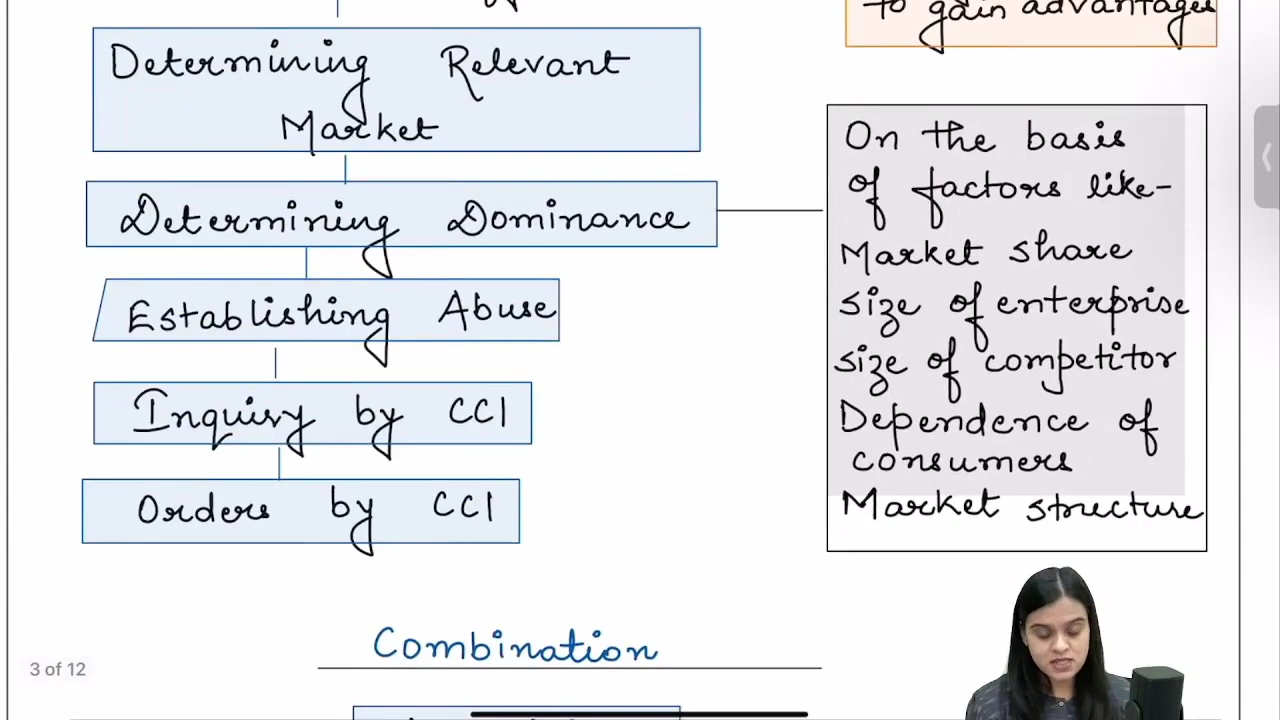 to gain advantages
Determining Relevant
Market
Determining Dominance
Establishing Abuse
Inquiry by CCI
Orders by CCI
On the basis
of factors like-
Market share
size of enterprise
size of competitor
Dependence of
consumers
Market structure
Combination
3 of 12